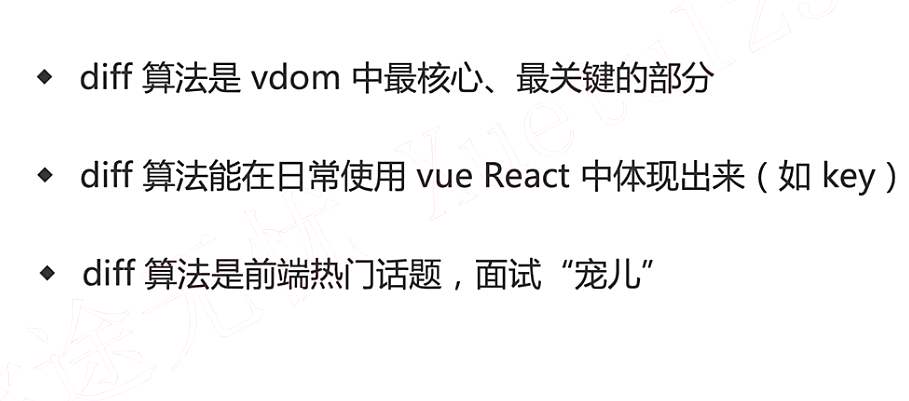 ◆ diff 算法是 vdom 中最核心、最关键的部分
◆ diff 算法能在日常使用 vue React 中体现出来（如 key）
◆ diff 算法是前端热门话题，面试“宠儿”